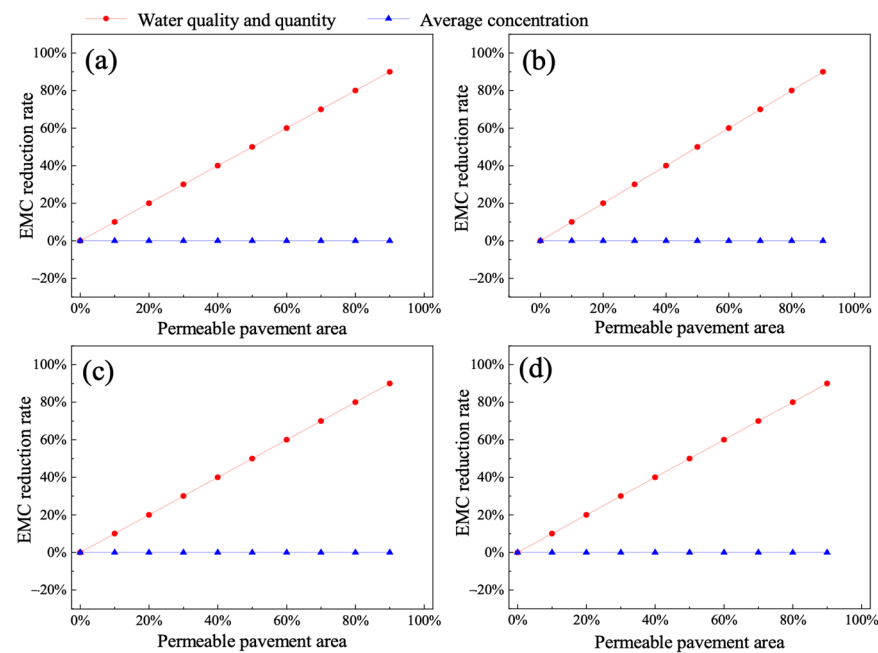 Water quality and quantity Average concentration
(a)
100%
80%
60%
40%
20%
0%
–20%
EMC reduction rate
0% 20% 40% 60% 80% 100%
Permeable pavement area
(b)
100%
80%
60%
40%
20%
0%
–20%
EMC reduction rate
0% 20% 40% 60% 80% 100%
Permeable pavement area
(c)
100%
80%
60%
40%
20%
0%
–20%
EMC reduction rate
0% 20% 40% 60% 80% 100%
Permeable pavement area
(d)
100%
80%
60%
40%
20%
0%
–20%
EMC reduction rate
0% 20% 40% 60% 80% 100%
Permeable pavement area